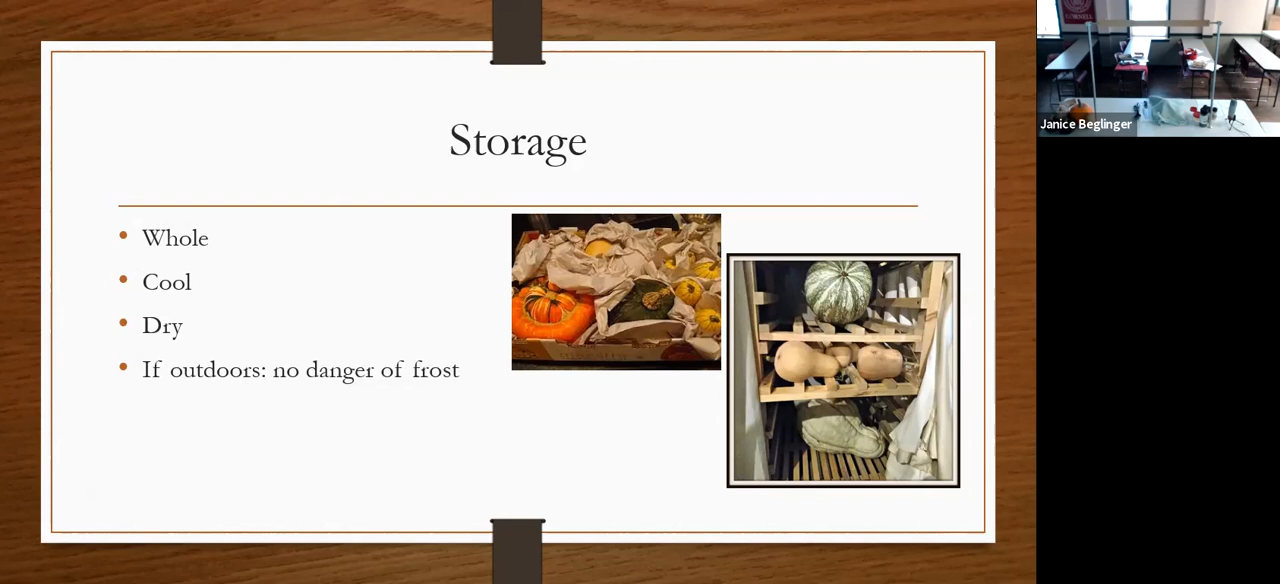 Storage
Whole
Cool
Dry
If outdoors: no danger of frost
Janice Beglinger